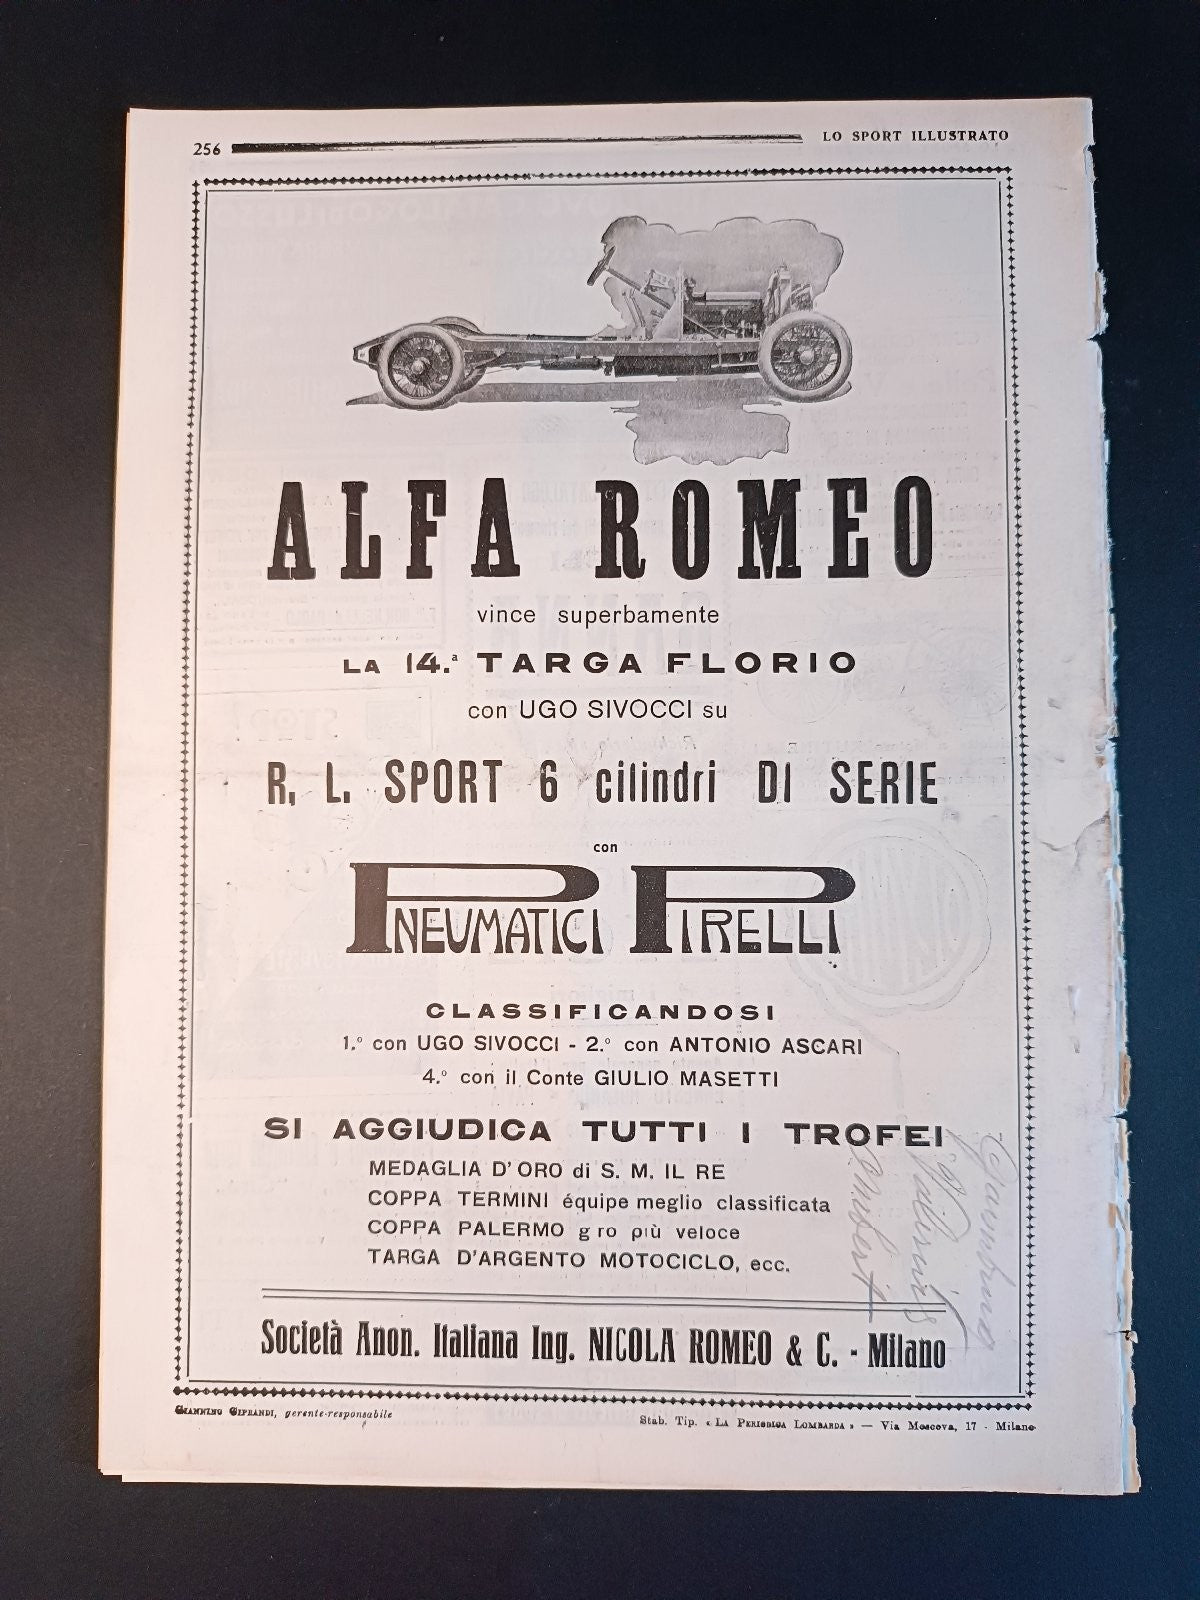 256
LO SPORT ILLUSTRATO
ALFA ROMEO
vince superbamente
LA 14.ª TARGA FLORIO
con UGO SIVOCCI su
R. L. SPORT 6 cilindri DI SERIE
con
PNEUMATICI PIRELLI
CLASSIFICANDOSI
1.º con UGO SIVOCCI - 2.º con ANTONIO ASCARI
4.º con il Conte GIULIO MASETTI
SI AGGIUDICA TUTTI I TROFEI
MEDAGLIA D'ORO di S. M. IL RE
COPPA TERMINI équipe meglio classificata
COPPA PALERMO g ro più veloce
TARGA D'ARGENTO MOTOCICLO, ecc.
Società Anon. Italiana Ing. NICOLA ROMEO & C. - Milano
GIANNINO CIPRANDI, gerente-responsabile
Stab. Tip. « LA PERIODICA LOMBARDA » — Via Moscova, 17 - Milano